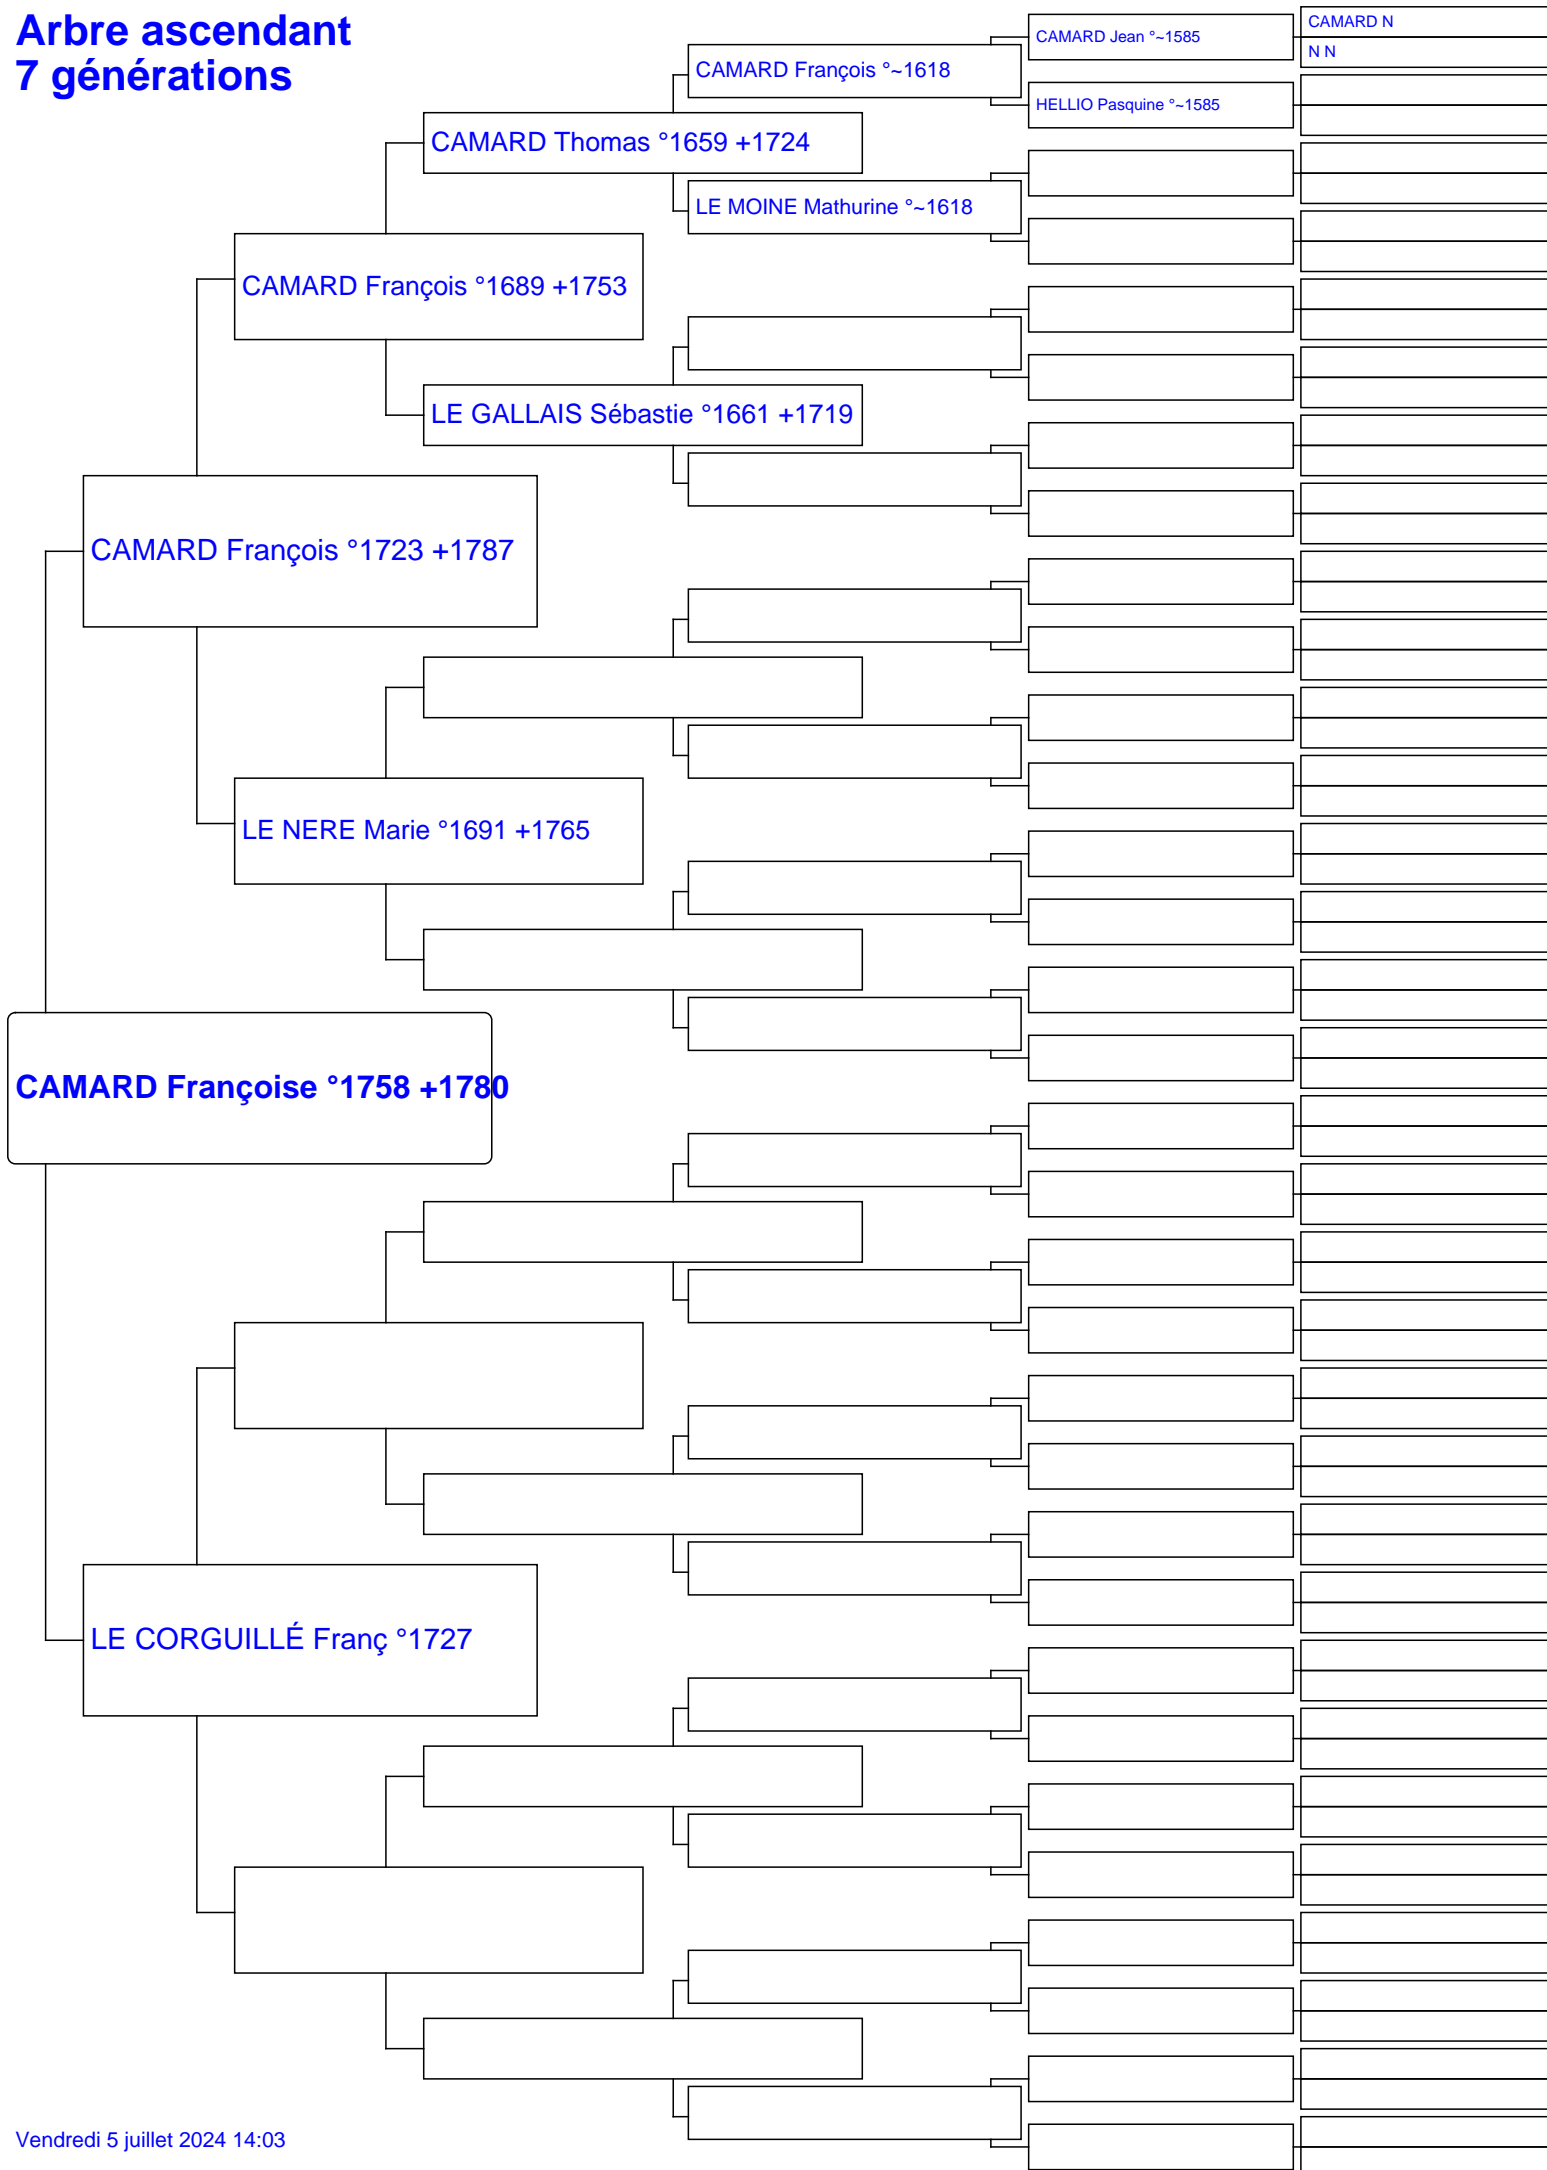 Arbre ascendant
7 générations
CAMARD N
N N
CAMARD Jean °~1585
CAMARD François °~1618
HELLIO Pasquine °~1585
CAMARD Thomas °1659 +1724
LE MOINE Mathurine °~1618
CAMARD François °1689 +1753
LE GALLAIS Sébastie °1661 +1719
CAMARD François °1723 +1787
LE NERE Marie °1691 +1765
CAMARD Françoise °1758 +1780
LE CORGUILLÉ Franç °1727
Vendredi 5 juillet 2024 14:03